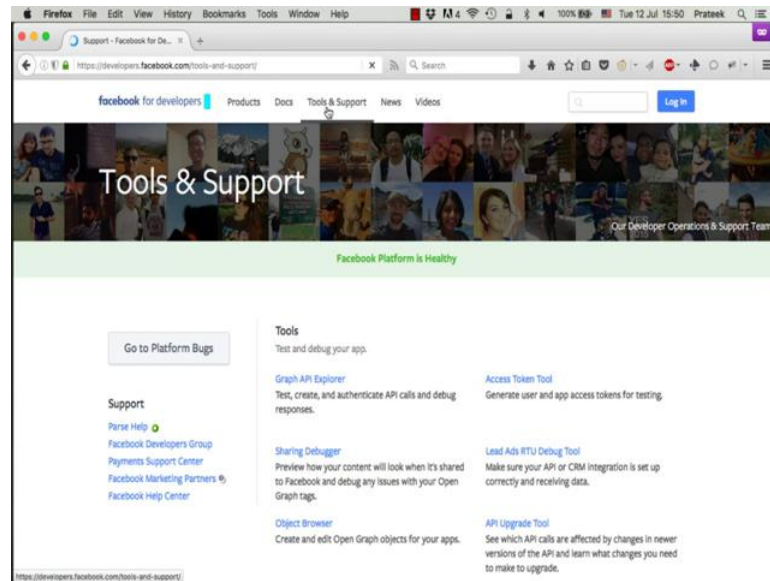 Firefox File Edit View History Bookmarks Tools Window Help 4 100% Tue 12 Jul 15:50 Prateek
Support - Facebook for De... × +
https://developers.facebook.com/tools-and-support/ Search
facebook for developers Products Docs Tools & Support News Videos Log In
Tools & Support
Our Developer Operations & Support Team
Facebook Platform is Healthy
Go to Platform Bugs
Support
Parse Help
Facebook Developers Group
Payments Support Center
Facebook Marketing Partners
Facebook Help Center
Tools
Test and debug your app.
Graph API Explorer
Test, create, and authenticate API calls and debug
responses.
Access Token Tool
Generate user and app access tokens for testing.
Sharing Debugger
Preview how your content will look when it's shared
to Facebook and debug any issues with your Open
Graph tags.
Lead Ads RTU Debug Tool
Make sure your API or CRM integration is set up
correctly and receiving data.
Object Browser
Create and edit Open Graph objects for your apps.
API Upgrade Tool
See which API calls are affected by changes in newer
versions of the API and learn what changes you need
to make to upgrade.
https://developers.facebook.com/tools-and-support/